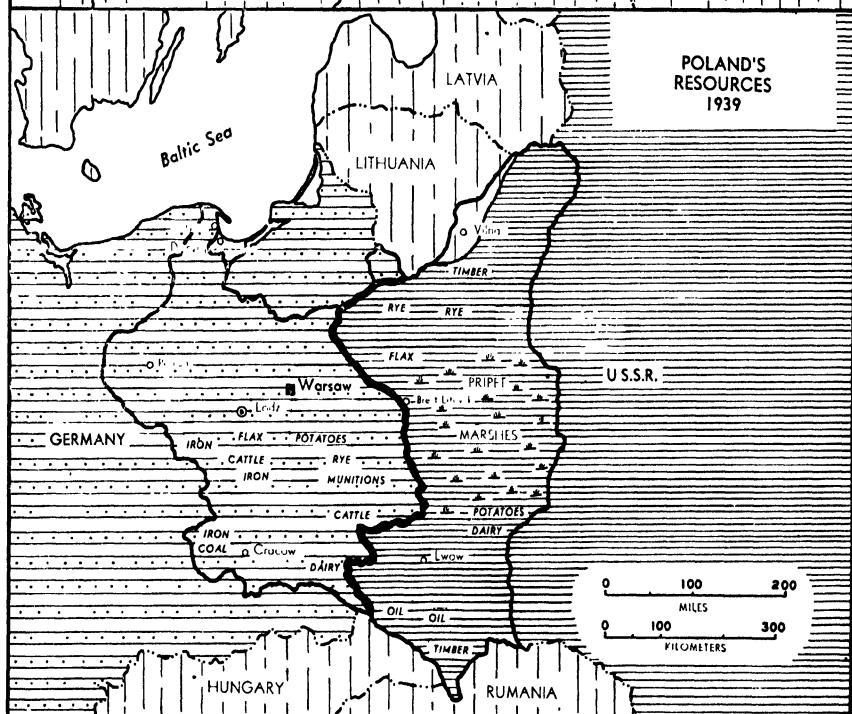 POLAND'S
RESOURCES
1939
LATVIA
Baltic Sea
LITHUANIA
Vilna
TIMBER
RYE
RYE
FLAX
U S.S.R.
Warsaw
PRIPET
Lodz
GERMANY
IRON
FLAX
POTATOES
MARSHES
CATTLE
RYE
IRON
MUNITIONS
CATTLE
POTATOES
DAIRY
IRON
COAL
Cracow
DAIRY
Lwow
0 100 200
MILES
OIL
OIL
0 100 300
KILOMETERS
TIMBER
HUNGARY
RUMANIA